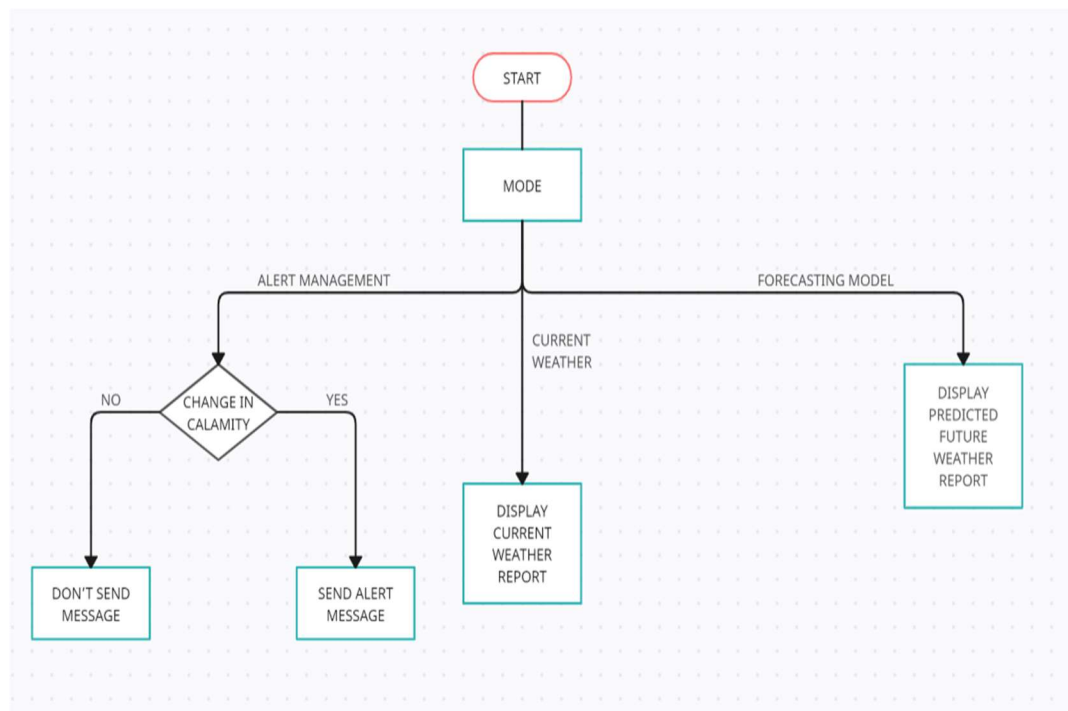 START
MODE
ALERT MANAGEMENT
FORECASTING MODEL
CURRENT
WEATHER
NO
CHANGE IN
CALAMITY
YES
DISPLAY
PREDICTED
FUTURE
WEATHER
REPORT
DISPLAY
CURRENT
WEATHER
REPORT
DON'T SEND
MESSAGE
SEND ALERT
MESSAGE